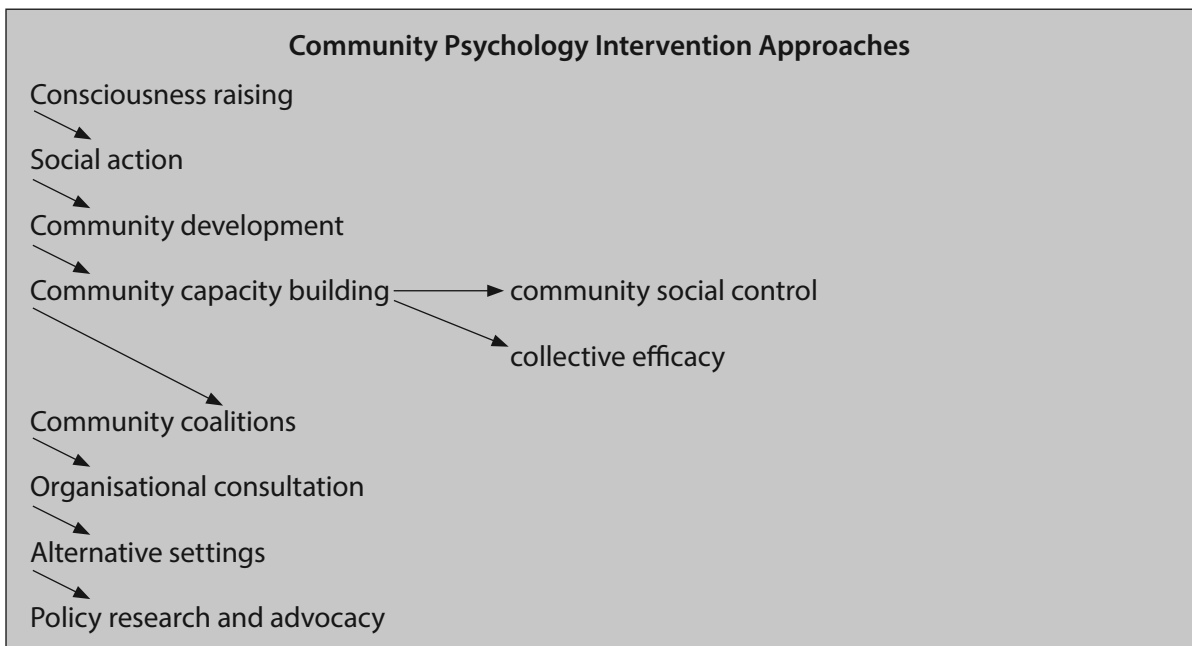 Community Psychology Intervention Approaches
Consciousness raising
Social action
Community development
Community capacity building community social control
collective efficacy
Community coalitions
Organisational consultation
Alternative settings
Policy research and advocacy